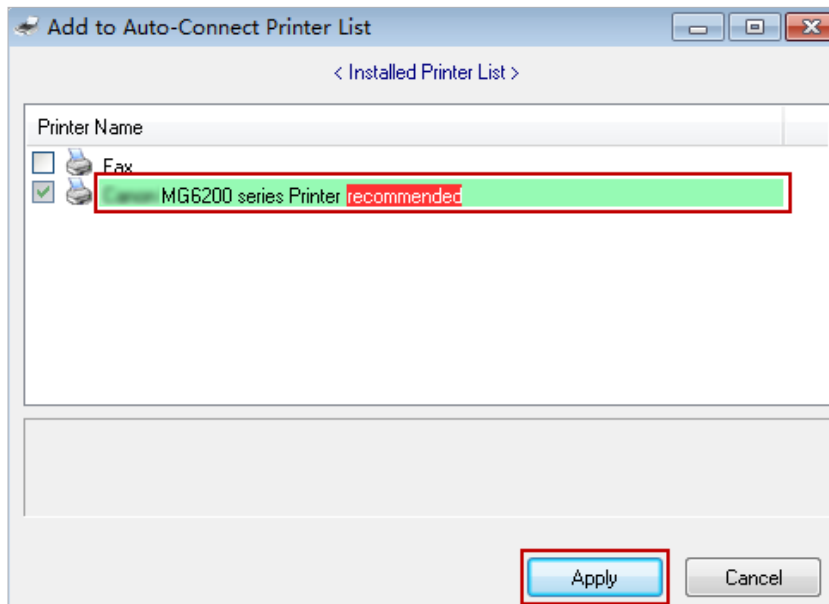 Add to Auto-Connect Printer List
< Installed Printer List >
Printer Name
Fax
MG6200 series Printer recommended
Apply
Cancel